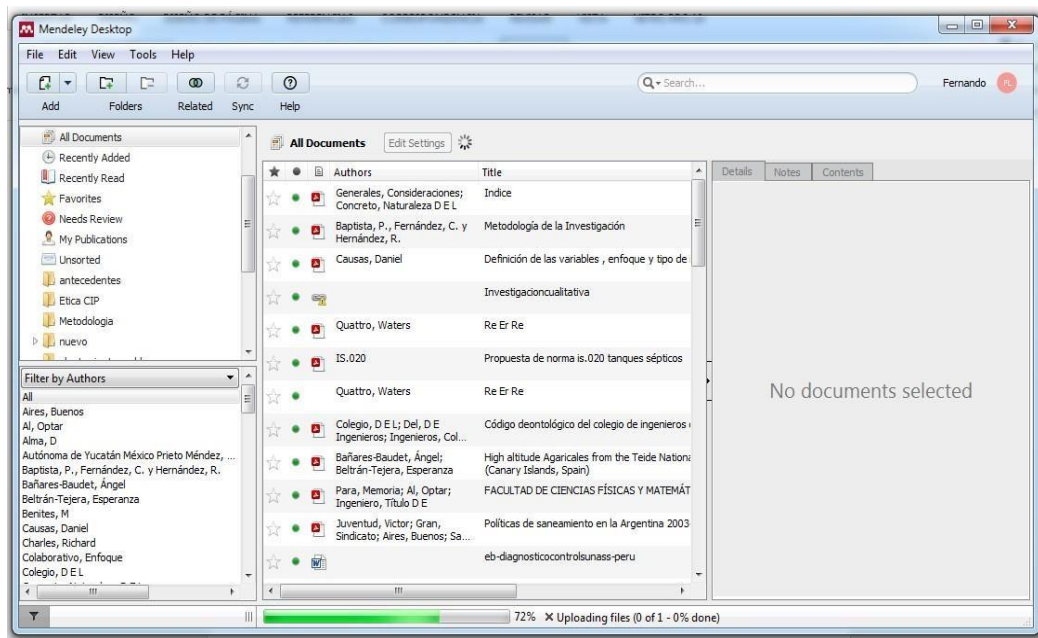 Mendeley Desktop
File Edit View Tools Help
Search...
Fernando
FL
Add Folders Related Sync Help
All Documents
Recently Added
Recently Read
Favorites
Needs Review
My Publications
Unsorted
antecedentes
Etica CIP
Metodologia
nuevo
Filter by Authors
All
Aires, Buenos
Al, Optar
Alma, D
Autónoma de Yucatán México Prieto Méndez, ...
Baptista, P., Fernández, C. y Hernández, R.
Bañares-Baudet, Ángel
Beltrán-Tejera, Esperanza
Benites, M
Causas, Daniel
Charles, Richard
Colaborativo, Enfoque
Colegio, D E L
All Documents Edit Settings
Authors Title
Generales, Consideraciones; Indice
Concreto, Naturaleza D E L
Baptista, P., Fernández, C. y Metodología de la Investigación
Hernández, R.
Causas, Daniel Definición de las variables , enfoque y tipo de
Investigacioncualitativa
Quattro, Waters Re Er Re
IS.020 Propuesta de norma is.020 tanques sépticos
Quattro, Waters Re Er Re
Colegio, D E L; Del, D E Código deontológico del colegio de ingenieros
Ingenieros; Ingenieros, Col...
Bañares-Baudet, Ángel; High altitude Agaricales from the Teide Nationa
Beltrán-Tejera, Esperanza (Canary Islands, Spain)
Para, Memoria; Al, Optar; FACULTAD DE CIENCIAS FÍSICAS Y MATEMÁT
Ingeniero, Título D E
Juventud, Victor; Gran, Políticas de saneamiento en la Argentina 2003
Sindicato; Aires, Buenos; Sa...
eb-diagnosticocontrolsunass-peru
Details Notes Contents
No documents selected
72% Uploading files (0 of 1 - 0% done)